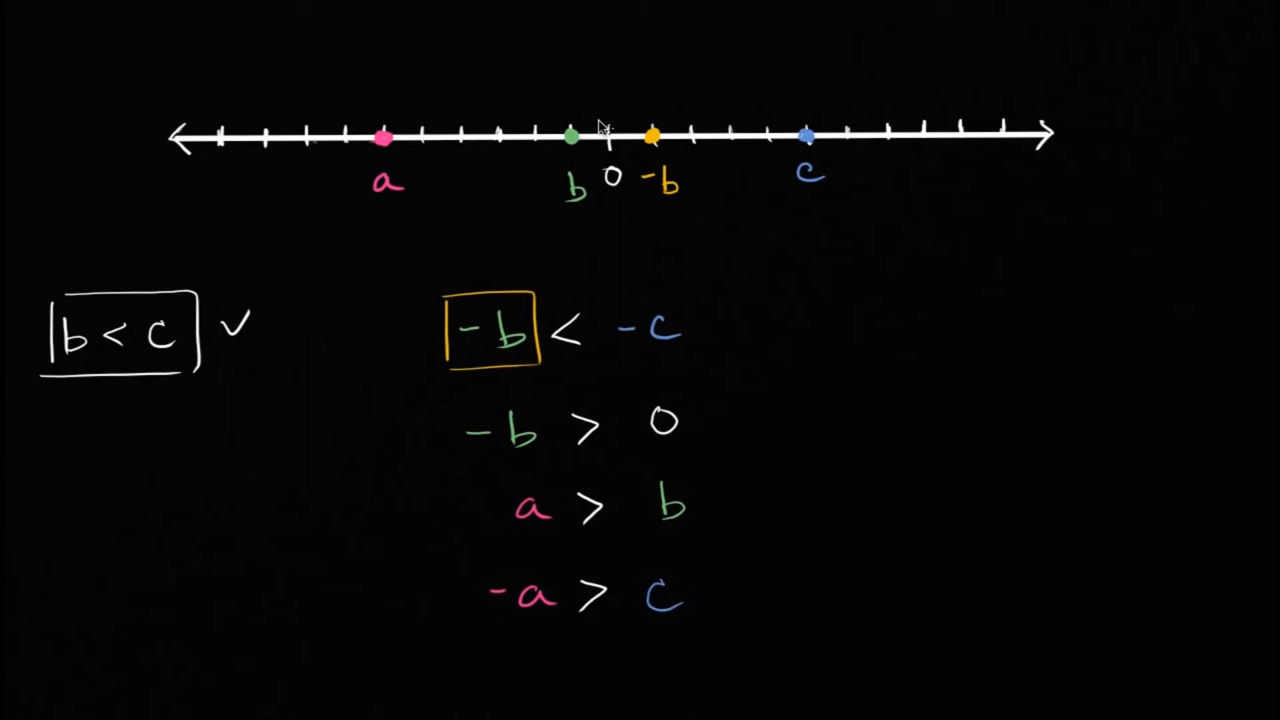 a b 0 -b c
b < c ✓ -b < -c
-b > 0
a > b
-a > c